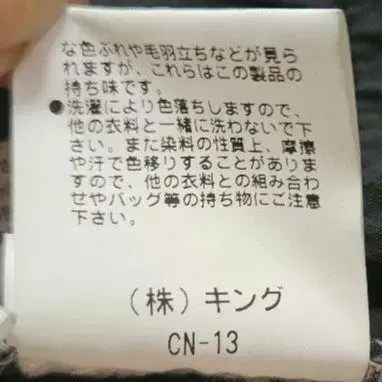 な色ぶれや毛羽立ちなどが見ら
れますが、これらはこの製品の
持ち味です。
●洗濯により色落ちしますので、
他の衣料と一緒に洗わないで下
さい。また染料の性質上、摩擦
や汗で色移りすることがありま
すので、他の衣料との組み合わ
せやバッグ等の持ち物にご注意
下さい。
(株)キング
CN-13